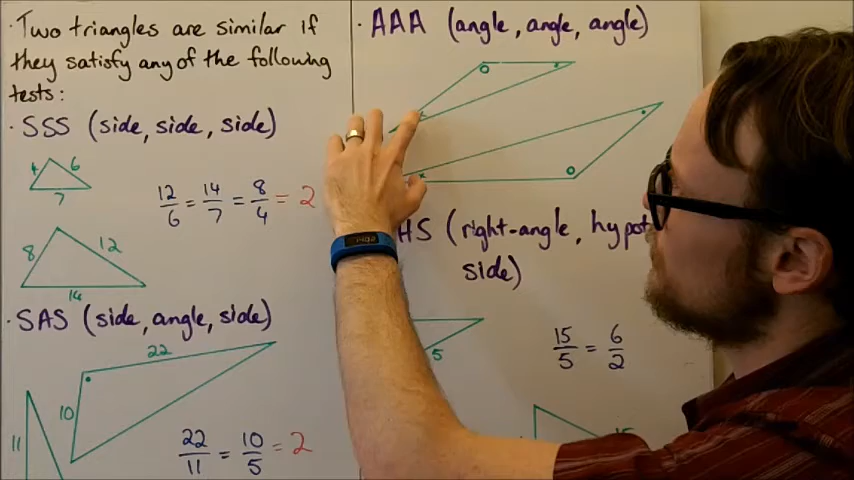 · Two triangles are similar if
they satisfy any of the following
tests:
· SSS (side, side, side)
4 6
7
12/6 = 14/7 = 8/4 = 2
8 12
14
· SAS (side, angle, side)
22
10
11
22/11 = 10/5 = 2
· AAA (angle, angle, angle)
HS (right-angle,
side)
5
15/5 = 6/2
15